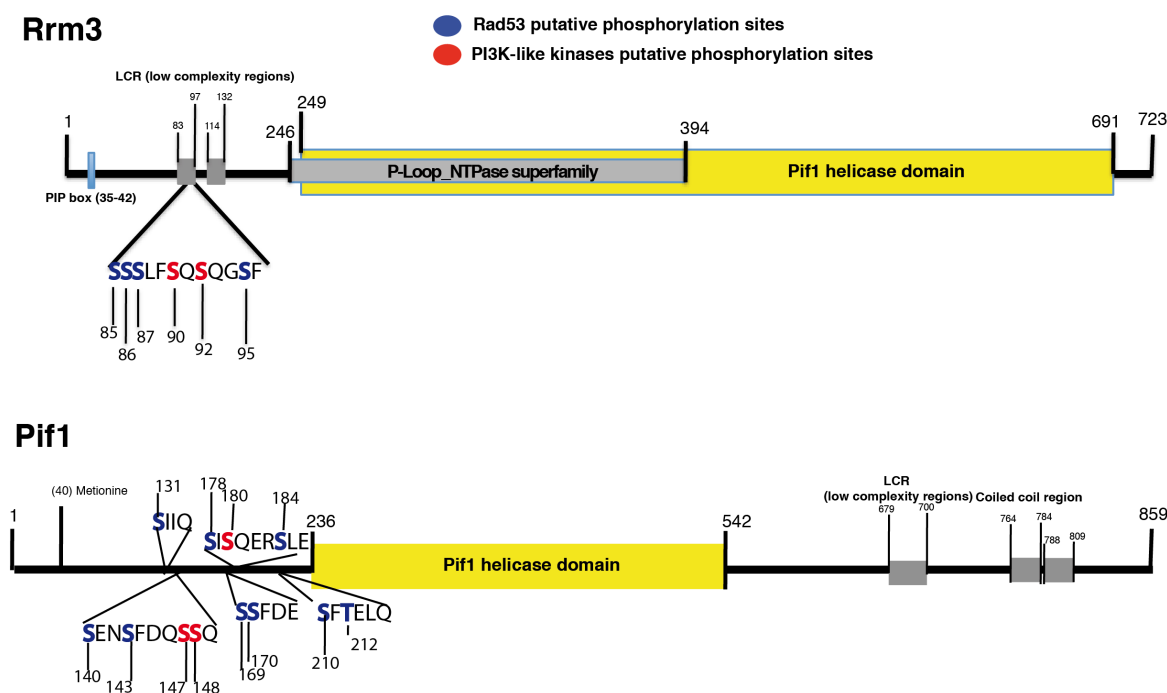 Rrm3
Rad53 putative phosphorylation sites
PI3K-like kinases putative phosphorylation sites
LCR (low complexity regions)
1
83
97
114
132
246
249
394
691
723
P-Loop_NTPase superfamily
Pif1 helicase domain
PIP box (35-42)
SSSLFSQSQGSF
85
86
87
90
92
95
Pif1
1
(40) Metionine
131
SIIQ
178
180
184
SISQERSLE
236
542
LCR
(low complexity regions)
Coiled coil region
679
700
764
784
788
809
859
Pif1 helicase domain
SENSFDQSSQ
140
143
147
148
SSFDE
169
170
SFTELQ
210
212